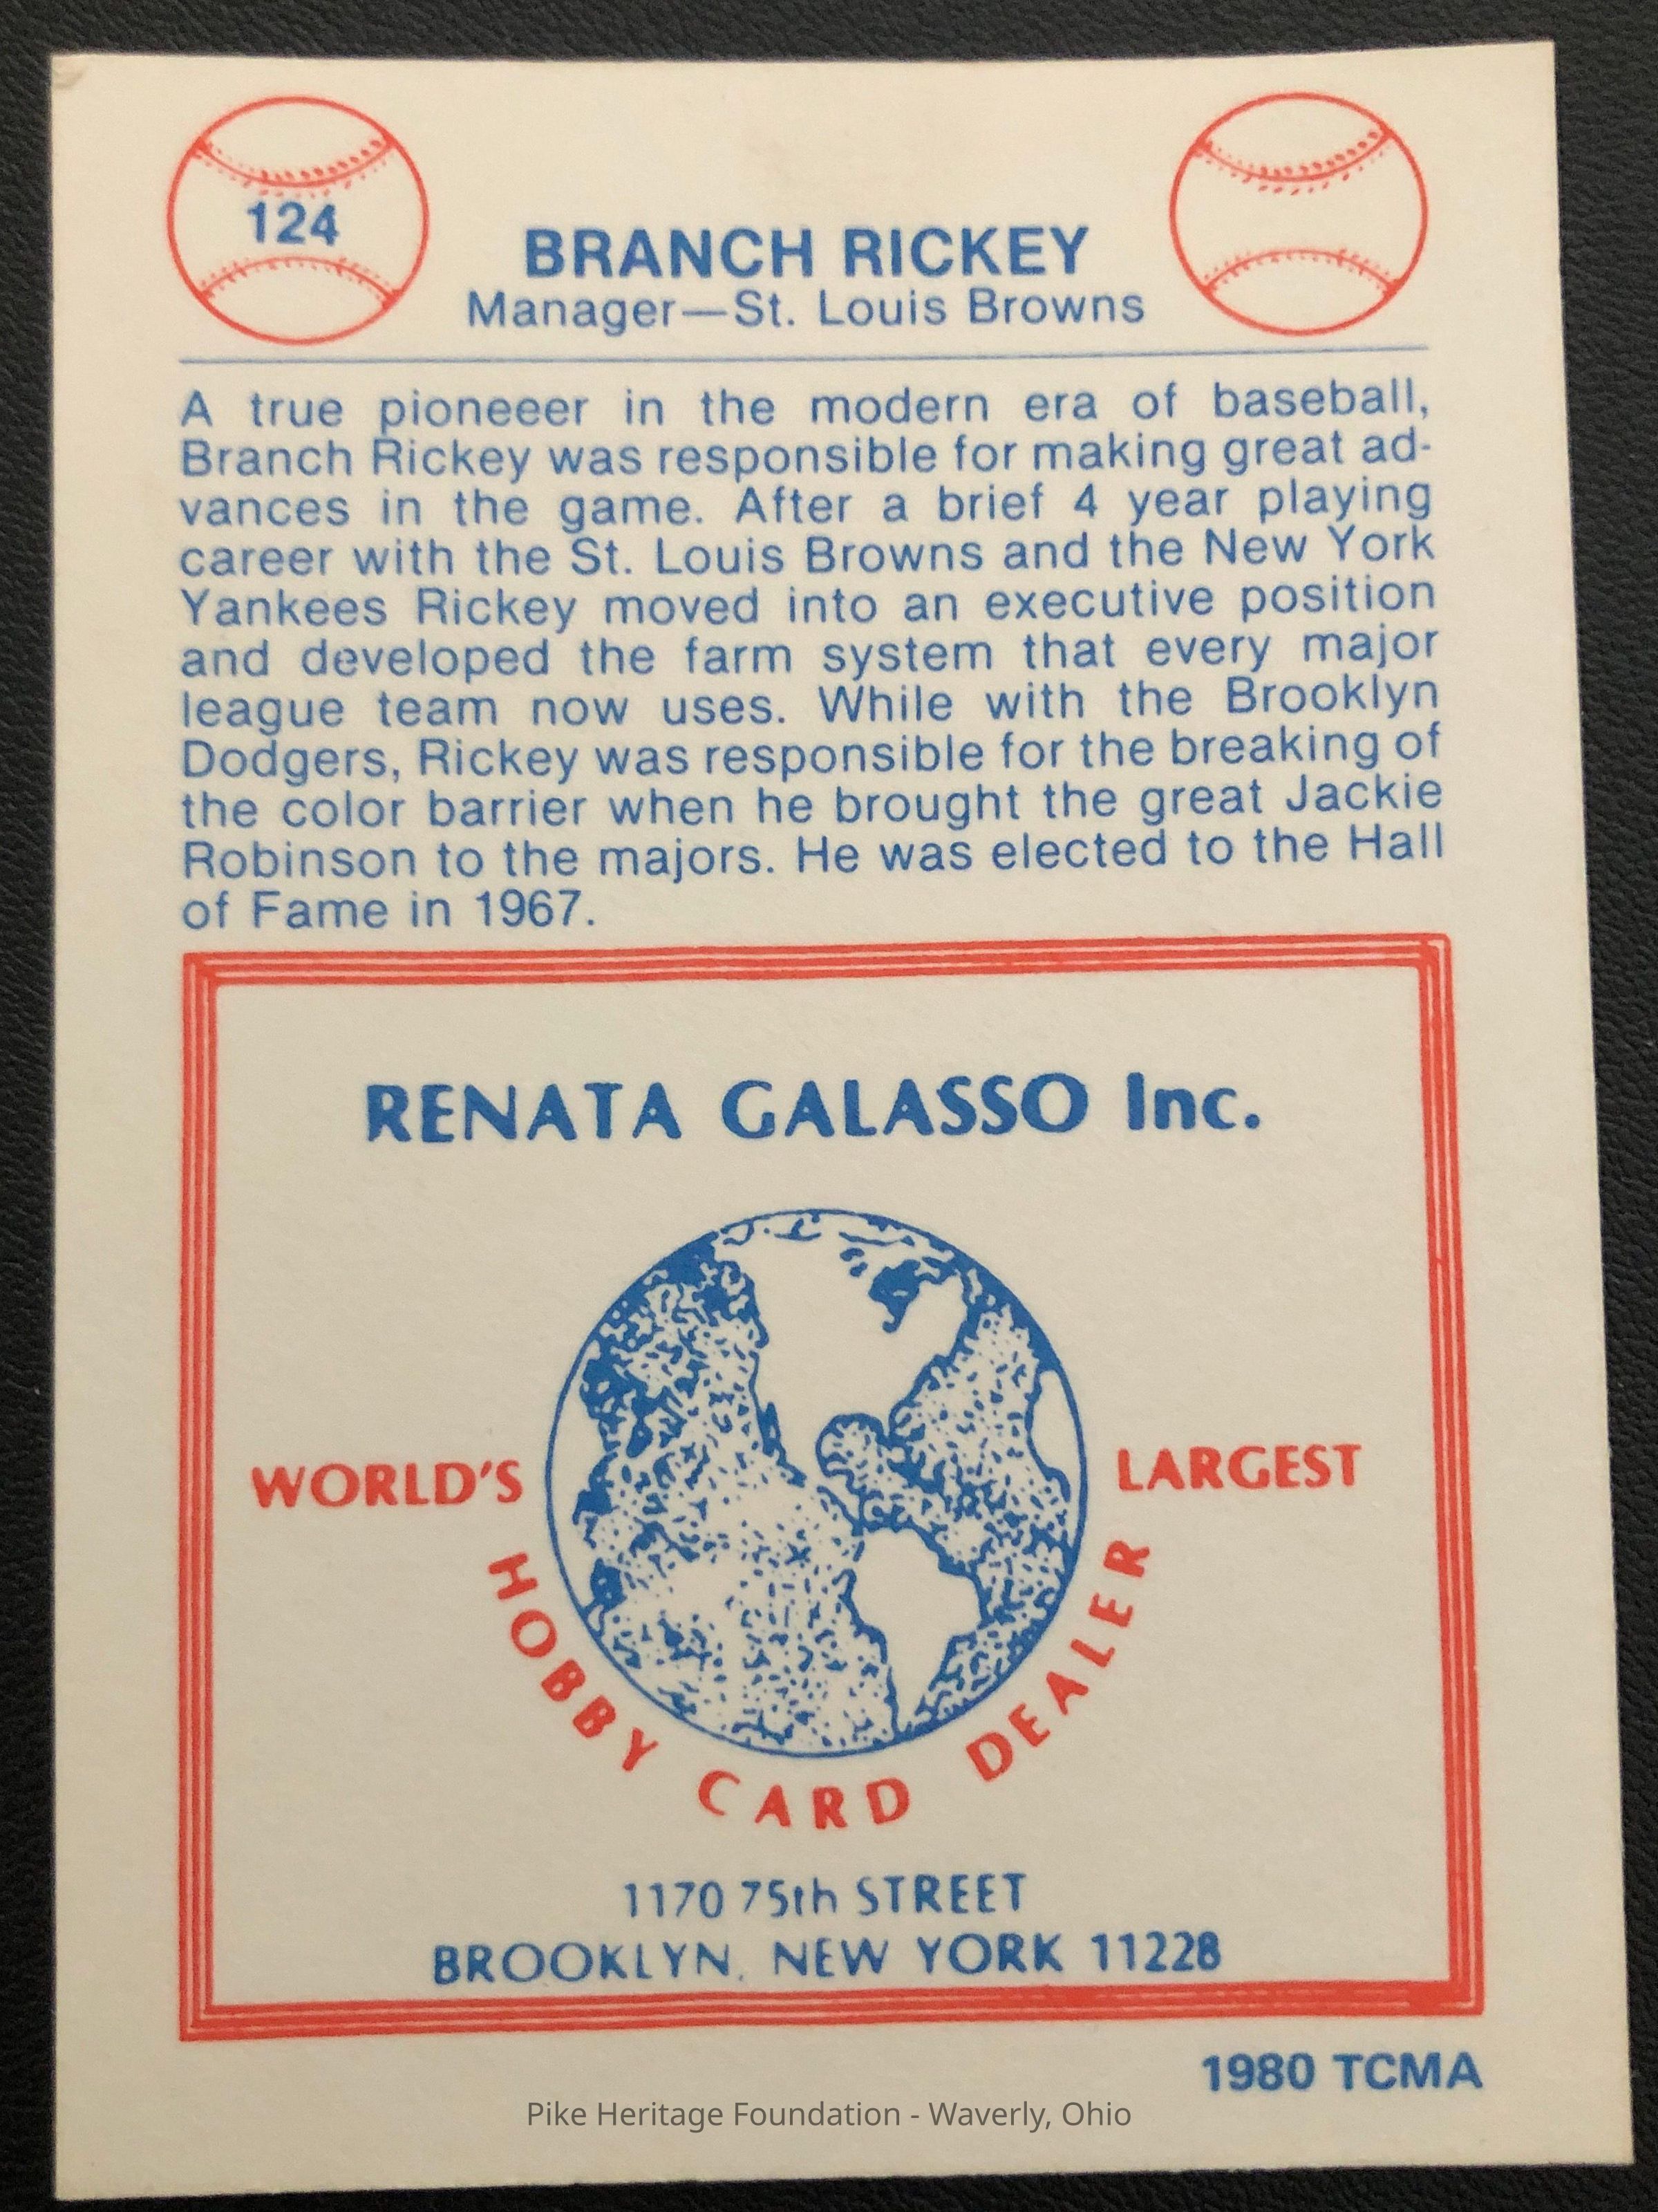 124
BRANCH RICKEY
Manager—St. Louis Browns
A true pioneeer in the modern era of baseball,
Branch Rickey was responsible for making great ad-
vances in the game. After a brief 4 year playing
career with the St. Louis Browns and the New York
Yankees Rickey moved into an executive position
and developed the farm system that every major
league team now uses. While with the Brooklyn
Dodgers, Rickey was responsible for the breaking of
the color barrier when he brought the great Jackie
Robinson to the majors. He was elected to the Hall
of Fame in 1967.
RENATA GALASSO Inc.
WORLD'S LARGEST
HOBBY CARD DEALER
1170 75th STREET
BROOKLYN, NEW YORK 11228
1980 TCMA
Pike Heritage Foundation - Waverly, Ohio